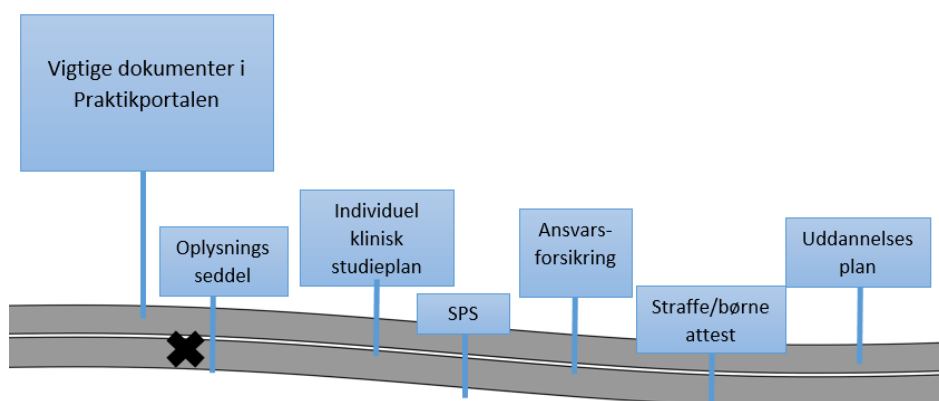 Vigtige dokumenter i
Praktikportalen
Oplysnings
seddel
Individuel
klinisk
studieplan
SPS
Ansvars-
forsikring
Straffe/børne
attest
Uddannelses
plan